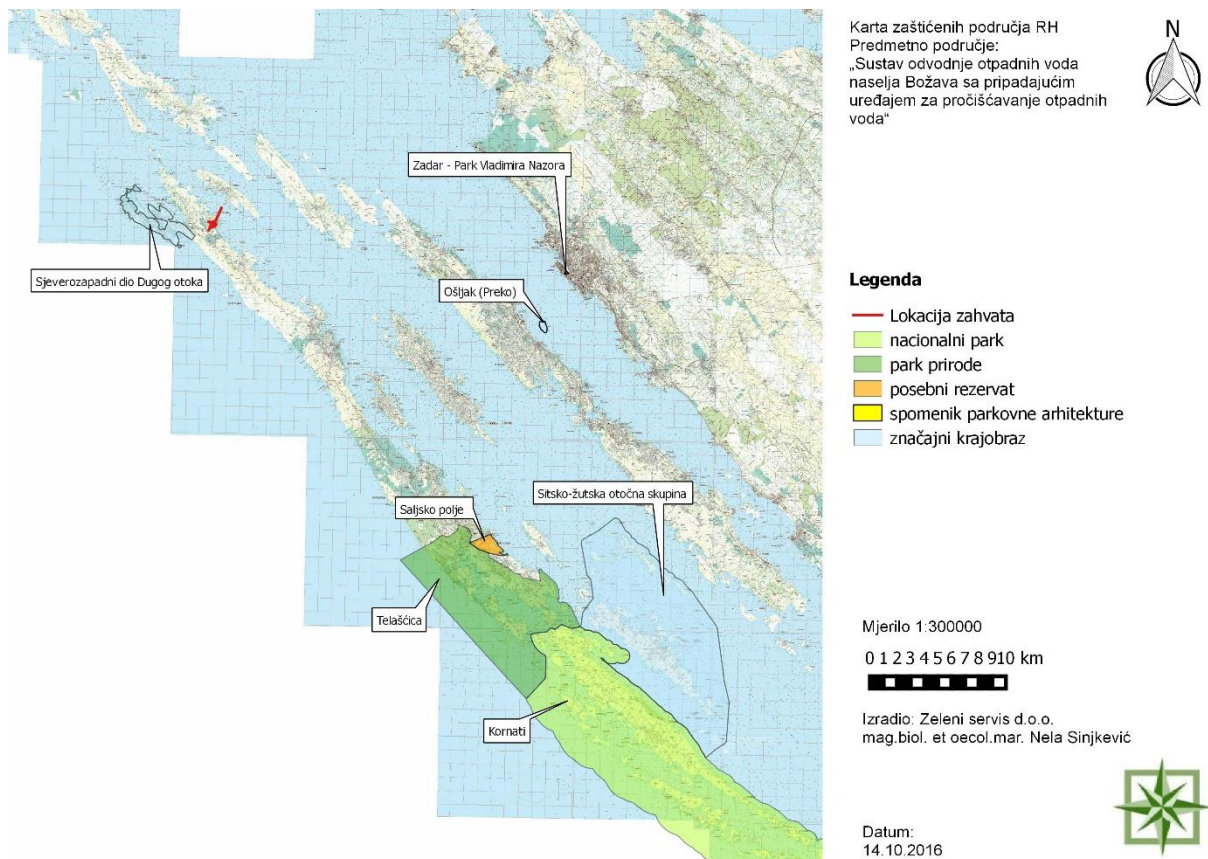 Karta zaštićenih područja RH
Predmetno područje:
„Sustav odvodnje otpadnih voda
naselja Božava sa pripadajućim
uređajem za pročišćavanje otpadnih
voda“
N
Zadar - Park Vladimira Nazora
Sjeverozapadni dio Dugog otoka
Ošljak (Preko)
Sitsko-žutska otočna skupina
Saljsko polje
Telašćica
Kornati
Legenda
Lokacija zahvata
nacionalni park
park prirode
posebni rezervat
spomenik parkovne arhitekture
značajni krajobraz
Mjerilo 1:300000
0 1 2 3 4 5 6 7 8 910 km
Izradio: Zeleni servis d.o.o.
mag.biol. et oecol.mar. Nela Sinjkević
Datum:
14.10.2016